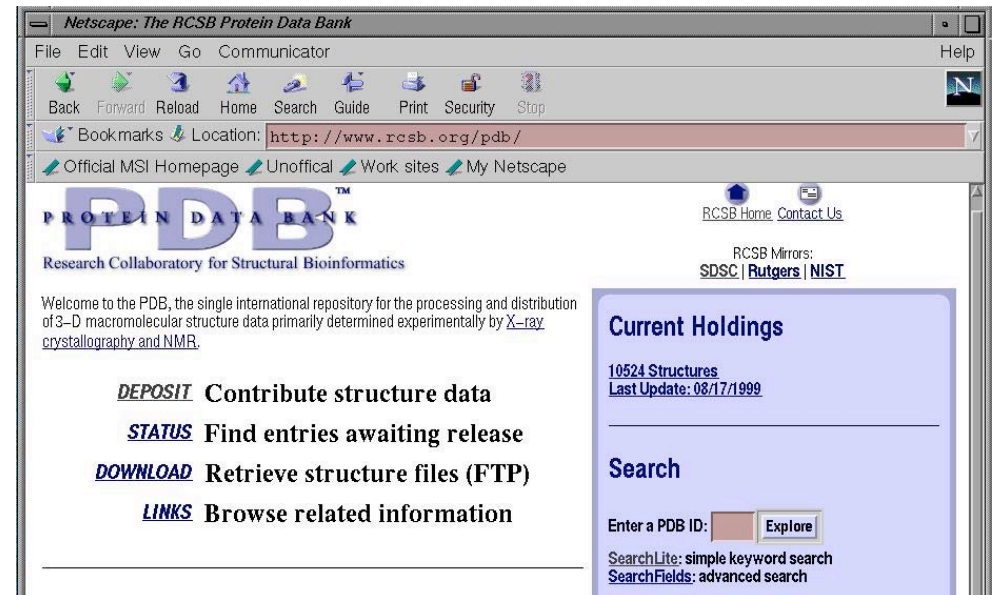 Netscape: The RCSB Protein Data Bank
File Edit View Go Communicator Help
Back Forward Reload Home Search Guide Print Security Stop
N
Bookmarks Location: http://www.rcsb.org/pdb/
Official MSI Homepage Unoffical Work sites My Netscape
PDB TM
PROTEIN DATA BANK
Research Collaboratory for Structural Bioinformatics
RCSB Home Contact Us
RCSB Mirrors:
SDSC | Rutgers | NIST
Welcome to the PDB, the single international repository for the processing and distribution
of 3-D macromolecular structure data primarily determined experimentally by X-ray
crystallography and NMR.
DEPOSIT Contribute structure data
STATUS Find entries awaiting release
DOWNLOAD Retrieve structure files (FTP)
LINKS Browse related information
Current Holdings
10524 Structures
Last Update: 08/17/1999
Search
Enter a PDB ID: Explore
SearchLite: simple keyword search
SearchFields: advanced search